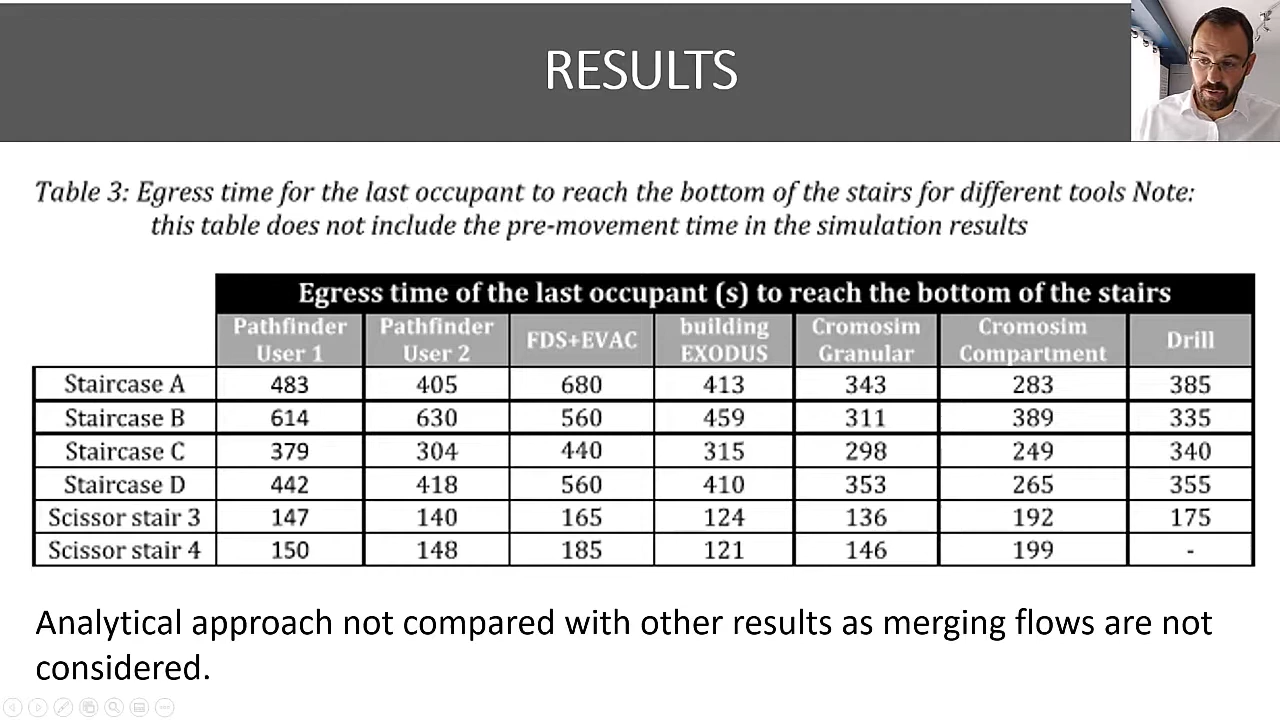 RESULTS
Table 3: Egress time for the last occupant to reach the bottom of the stairs for different tools Note:
this table does not include the pre-movement time in the simulation results
Egress time of the last occupant (s) to reach the bottom of the stairs
Pathfinder User 1 Pathfinder User 2 FDS+EVAC building EXODUS Cromosim Granular Cromosim Compartment Drill
Staircase A 483 405 680 413 343 283 385
Staircase B 614 630 560 459 311 389 335
Staircase C 379 304 440 315 298 249 340
Staircase D 442 418 560 410 353 265 355
Scissor stair 3 147 140 165 124 136 192 175
Scissor stair 4 150 148 185 121 146 199 -
Analytical approach not compared with other results as merging flows are not
considered.